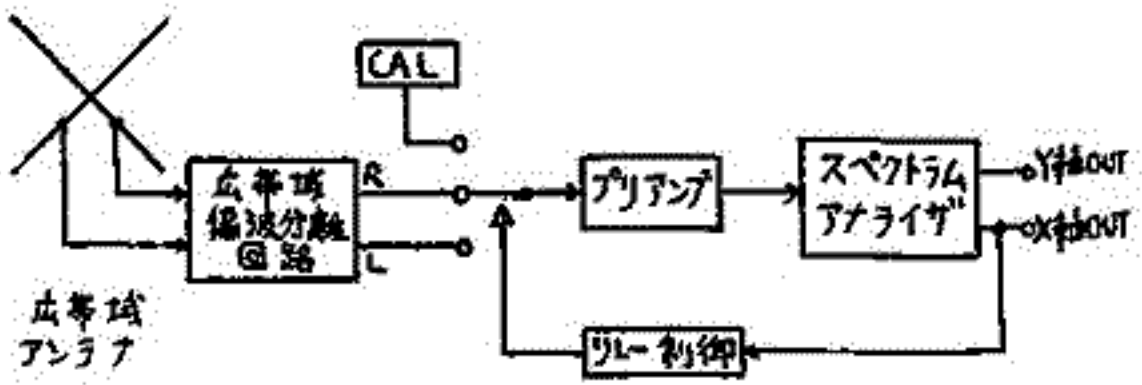 CAL
広帯域
偏波分離
回路
R
L
プリアンプ
スペクトラム
アナライザ
Y軸OUT
X軸OUT
リレー制御
広帯域
アンテナ